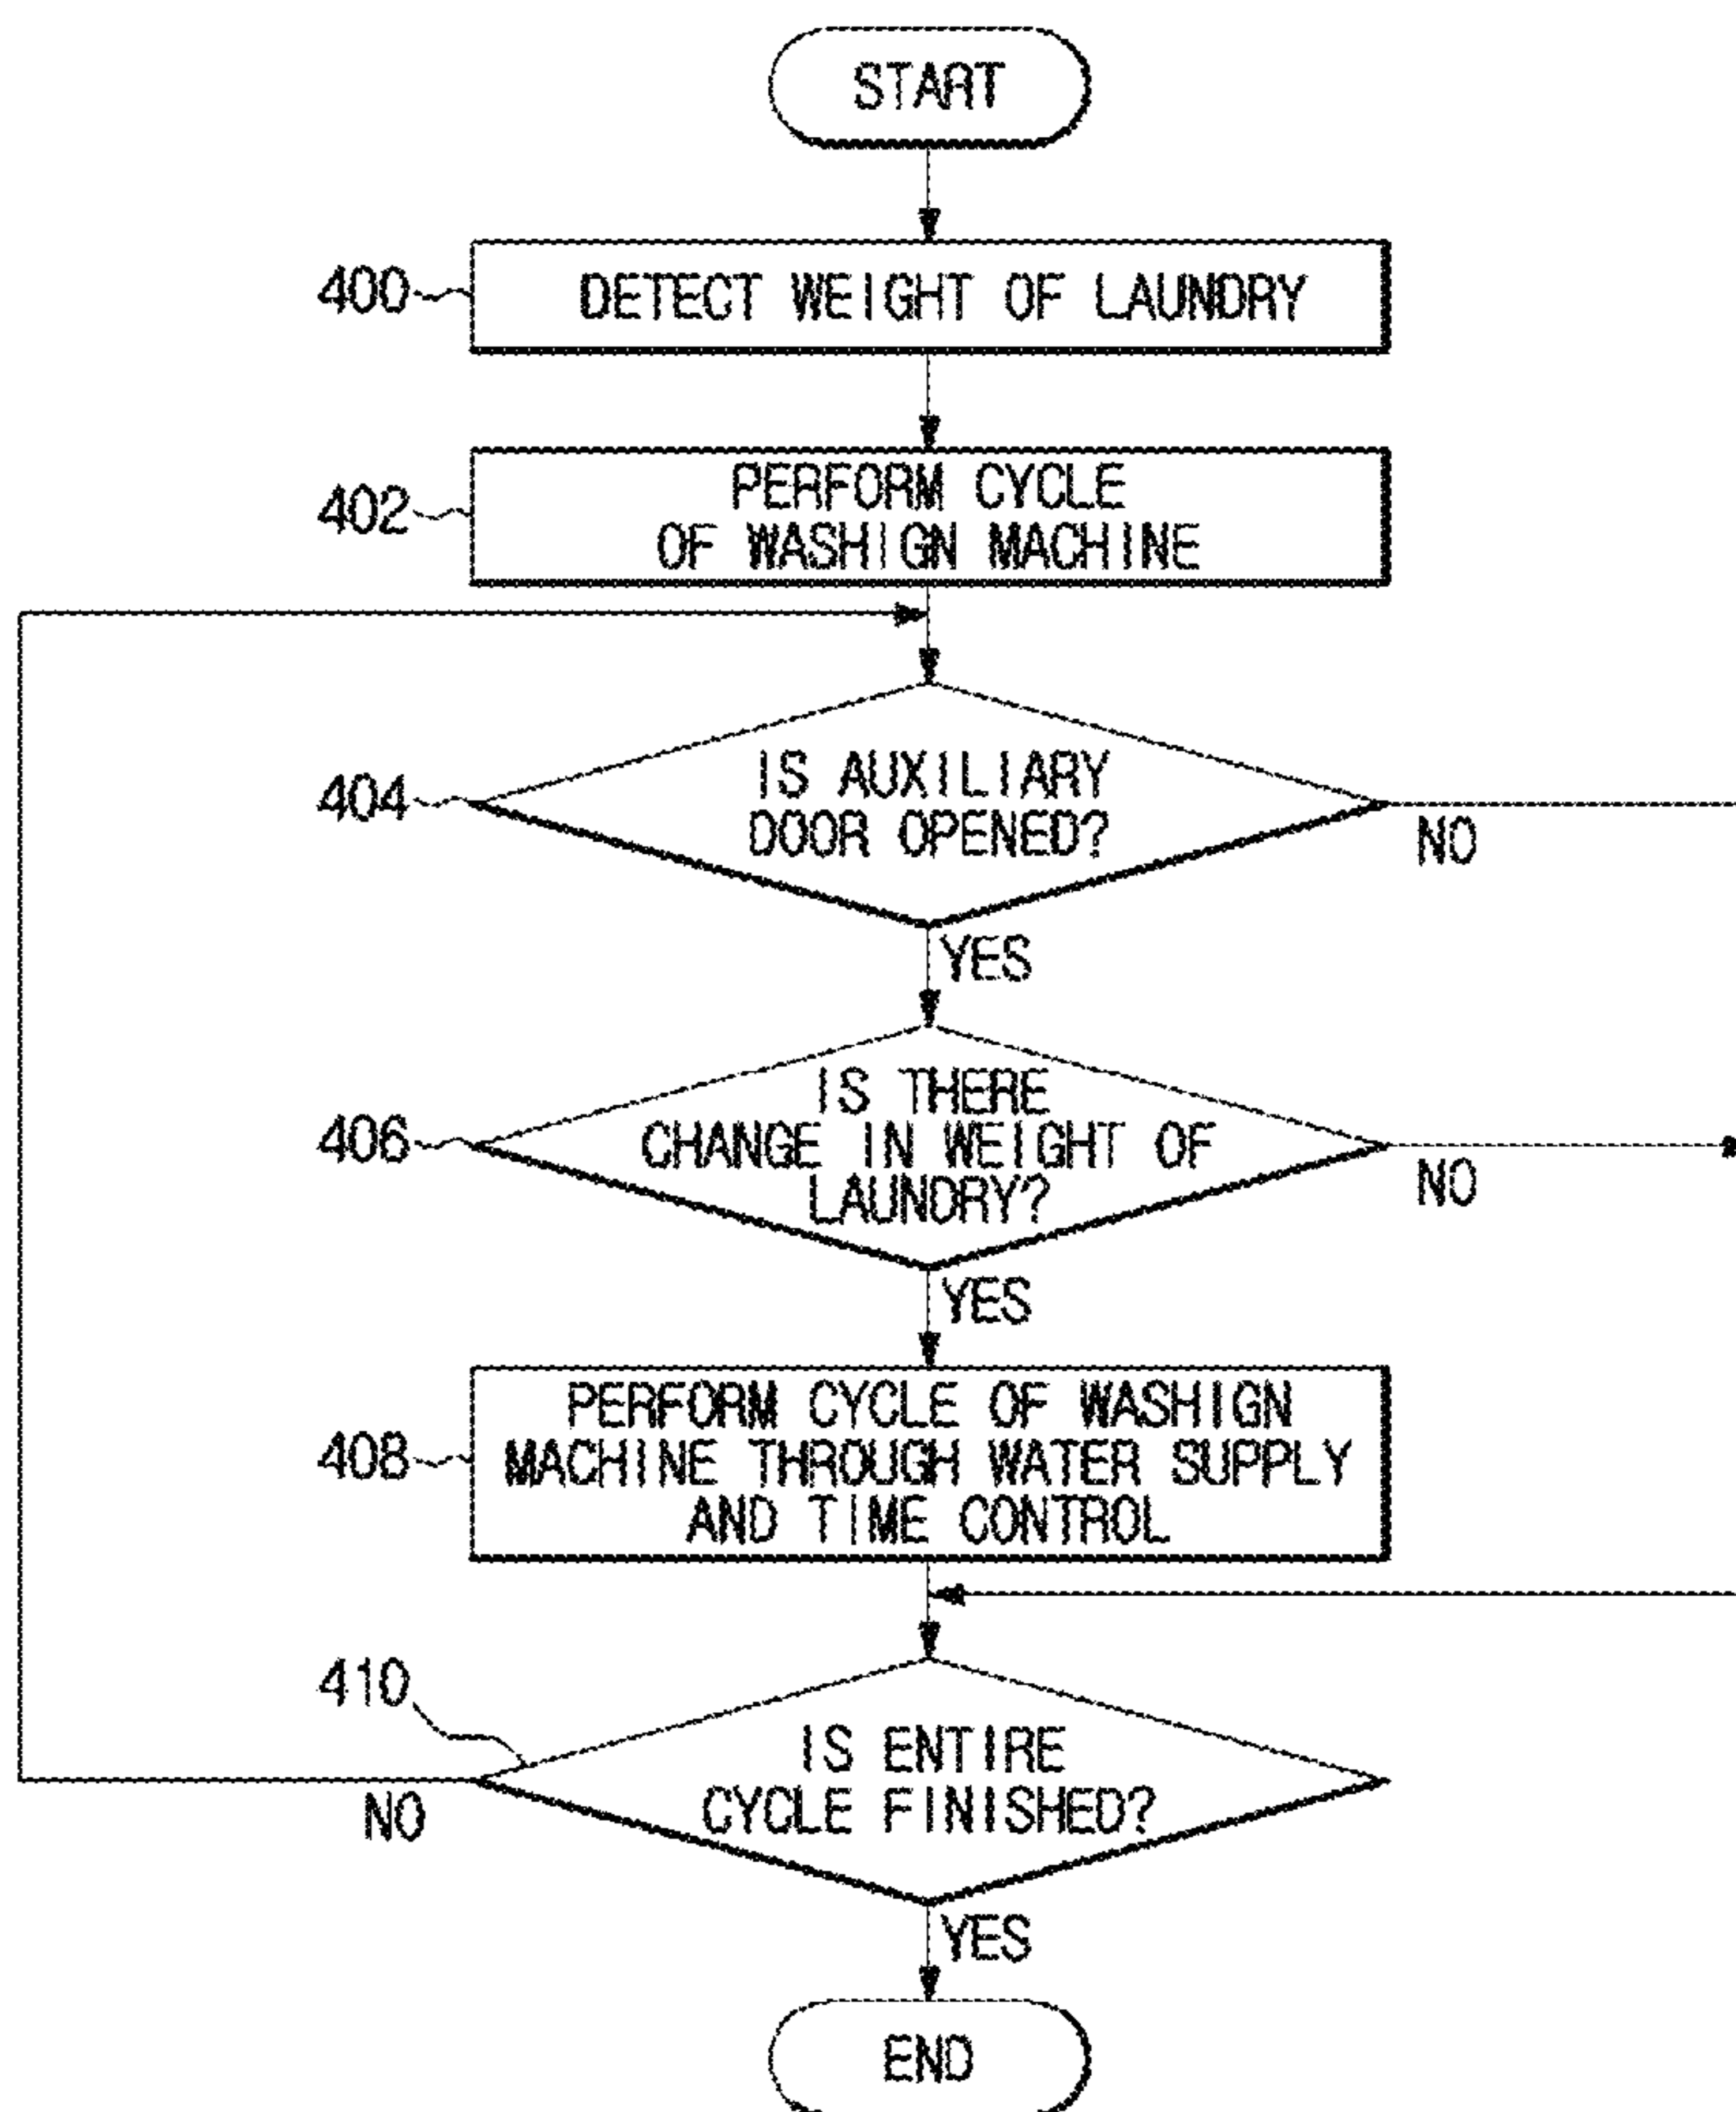 START
400
DETECT WEIGHT OF LAUNDRY
402
PERFORM CYCLE
OF WASHIGN MACHINE
404
IS AUXILIARY
DOOR OPENED?
NO
YES
406
IS THERE
CHANGE IN WEIGHT OF
LAUNDRY?
NO
YES
408
PERFORM CYCLE OF WASHIGN
MACHINE THROUGH WATER SUPPLY
AND TIME CONTROL
410
IS ENTIRE
CYCLE FINISHED?
NO
YES
END